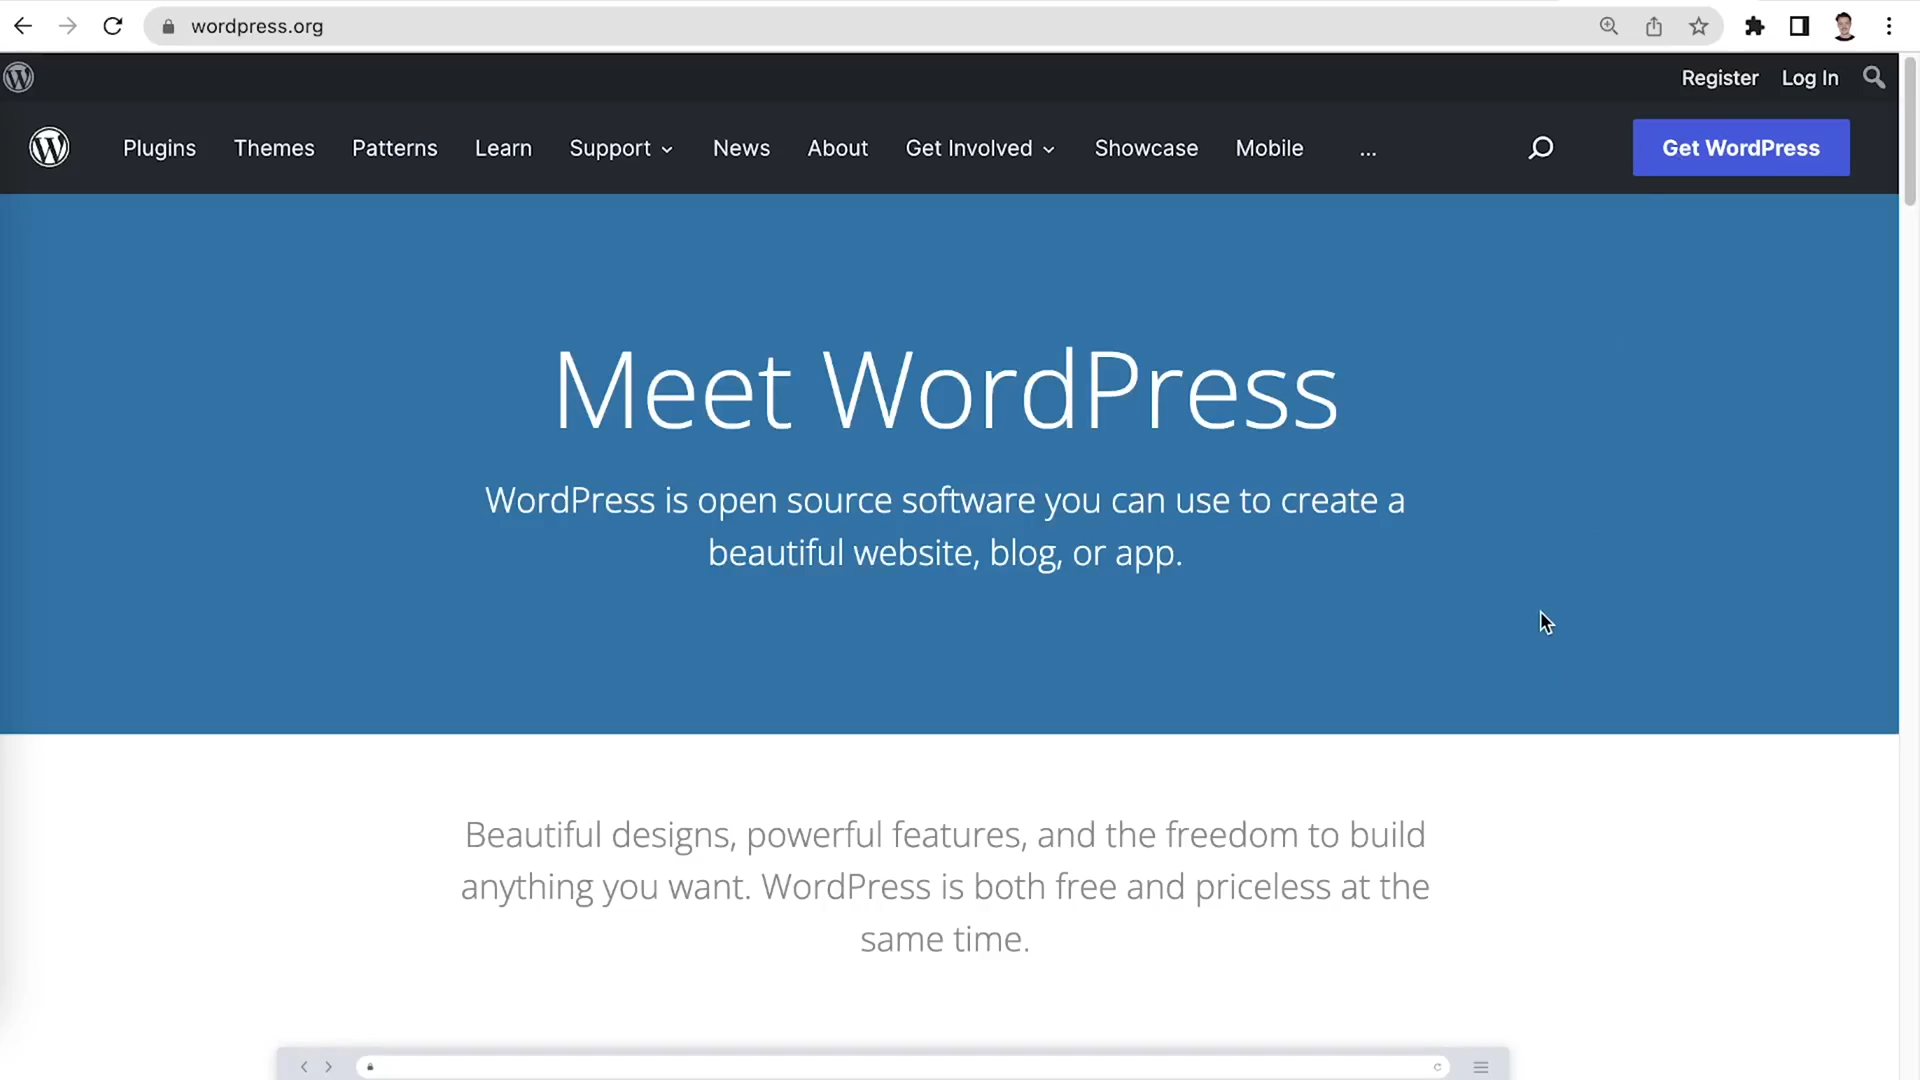 wordpress.org
Register Log In
Plugins Themes Patterns Learn Support News About Get Involved Showcase Mobile ... Get WordPress
Meet WordPress
WordPress is open source software you can use to create a
beautiful website, blog, or app.
Beautiful designs, powerful features, and the freedom to build
anything you want. WordPress is both free and priceless at the
same time.